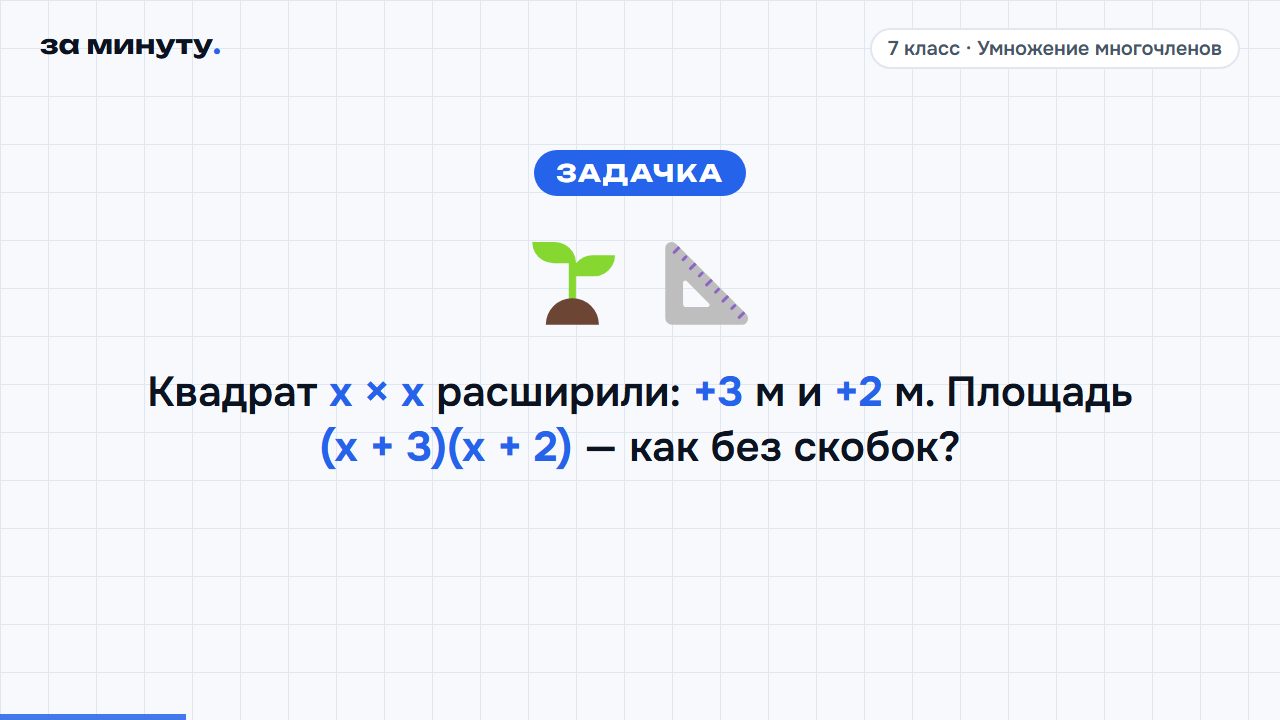 за минуту.
7 класс · Умножение многочленов
ЗАДАЧКА
Квадрат x × x расширили: +3 м и +2 м. Площадь
(x + 3)(x + 2) — как без скобок?